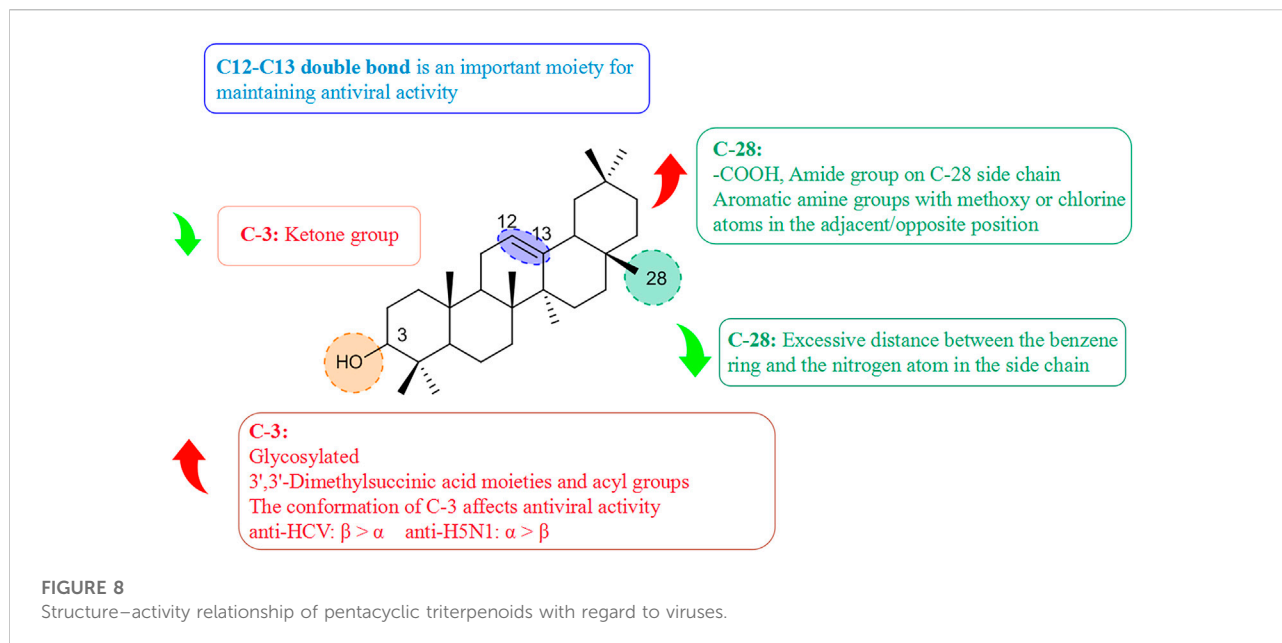 C12-C13 double bond is an important moiety for
maintaining antiviral activity
C-28:
-COOH, Amide group on C-28 side chain
Aromatic amine groups with methoxy or chlorine
atoms in the adjacent/opposite position
C-3: Ketone group
12
13
28
3
HO
C-28: Excessive distance between the benzene
ring and the nitrogen atom in the side chain
C-3:
Glycosylated
3',3'-Dimethylsuccinic acid moieties and acyl groups
The conformation of C-3 affects antiviral activity
anti-HCV: β > α anti-H5N1: α > β
FIGURE 8
Structure–activity relationship of pentacyclic triterpenoids with regard to viruses.